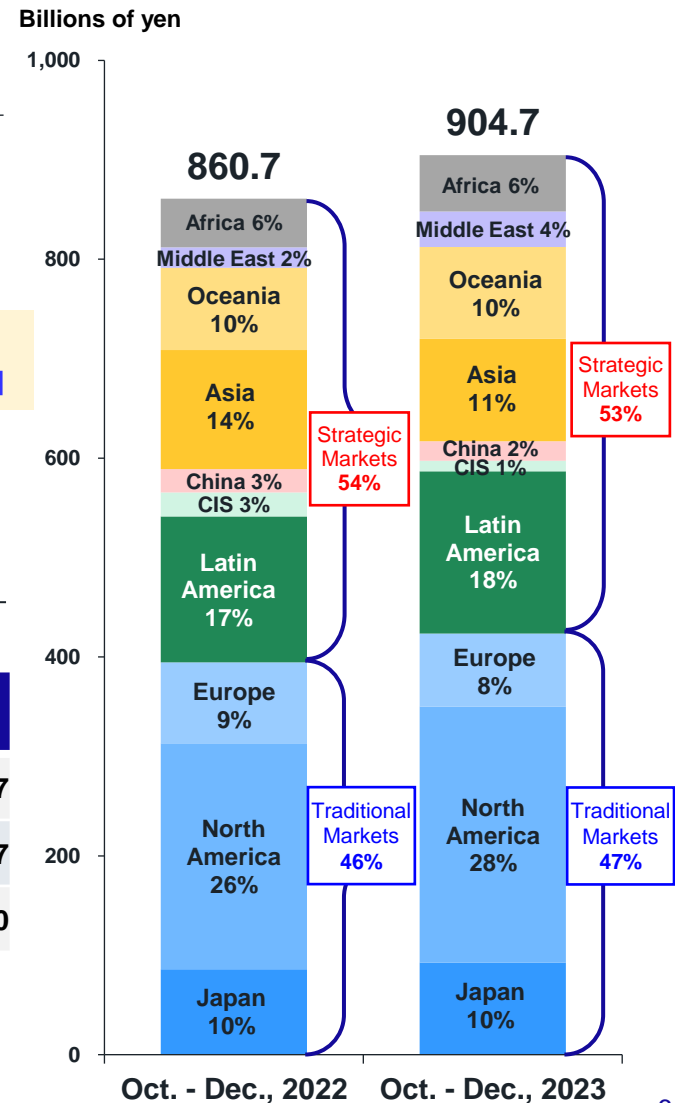 Billions of yen
1,000
800
600
400
200
0
860.7
Africa 6%
Middle East 2%
Oceania
10%
Asia
14%
China 3%
CIS 3%
Latin
America
17%
Europe
9%
North
America
26%
Japan
10%
Strategic
Markets
54%
Traditional
Markets
46%
Oct. - Dec., 2022
904.7
Africa 6%
Middle East 4%
Oceania
10%
Asia
11%
China 2%
CIS 1%
Latin
America
18%
Europe
8%
North
America
28%
Japan
10%
Strategic
Markets
53%
Traditional
Markets
47%
Oct. - Dec., 2023
7
7
0